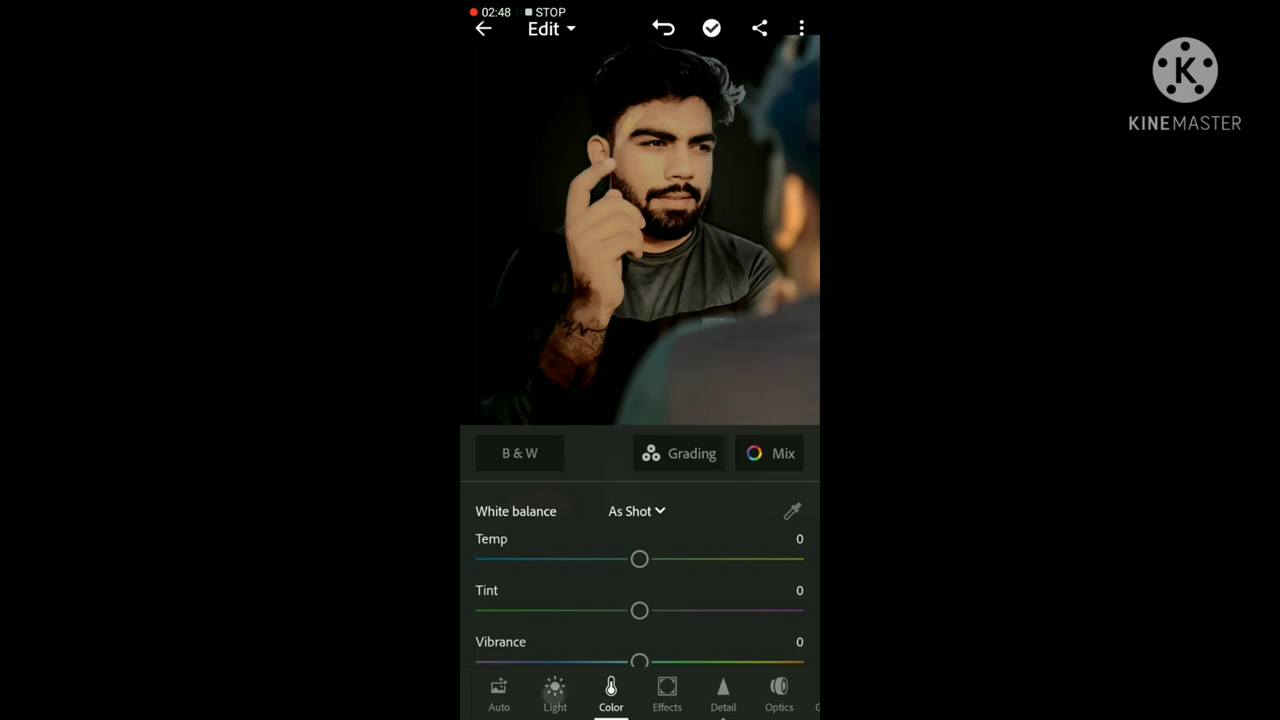 02:48 STOP
Edit
K
KINEMASTER
B & W Grading Mix
White balance As Shot
Temp 0
Tint 0
Vibrance 0
Auto Light Color Effects Detail Optics G